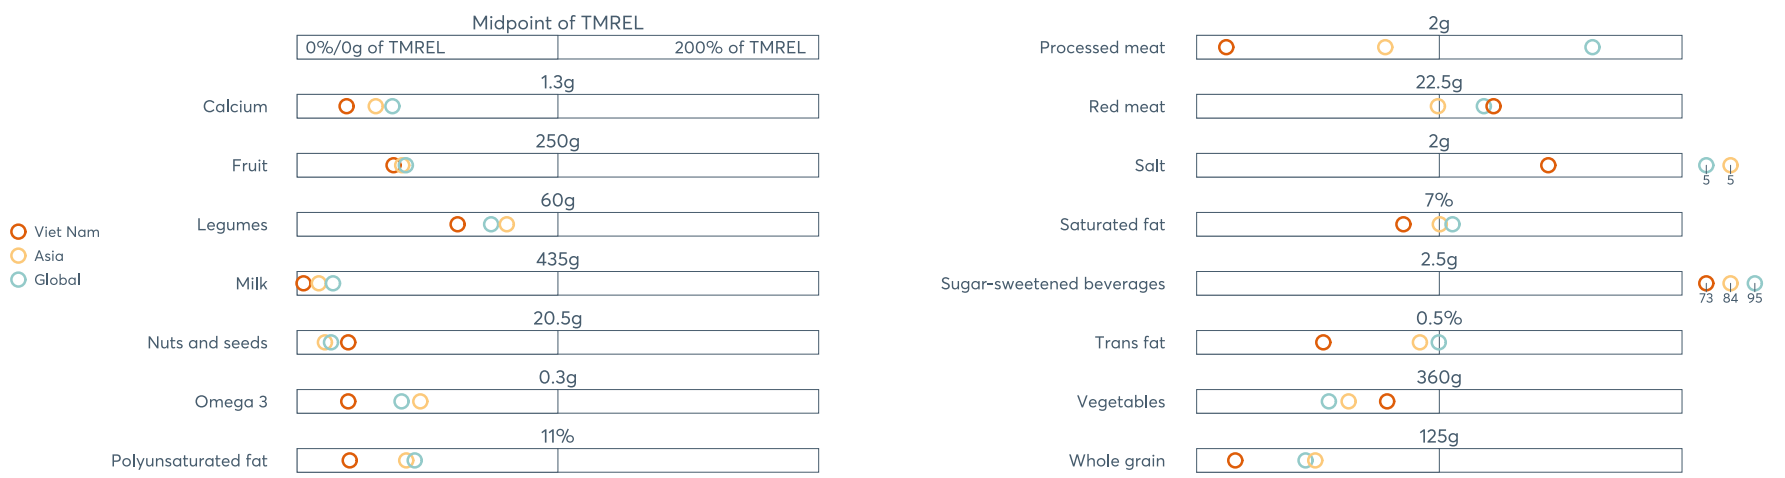 Midpoint of TMREL
0%/0g of TMREL 200% of TMREL
1.3g
Calcium
250g
Fruit
60g
Legumes
435g
Milk
20.5g
Nuts and seeds
0.3g
Omega 3
11%
Polyunsaturated fat
Viet Nam
Asia
Global
2g
Processed meat
22.5g
Red meat
2g
Salt
5 5
7%
Saturated fat
2.5g
Sugar-sweetened beverages
73 84 95
0.5%
Trans fat
360g
Vegetables
125g
Whole grain